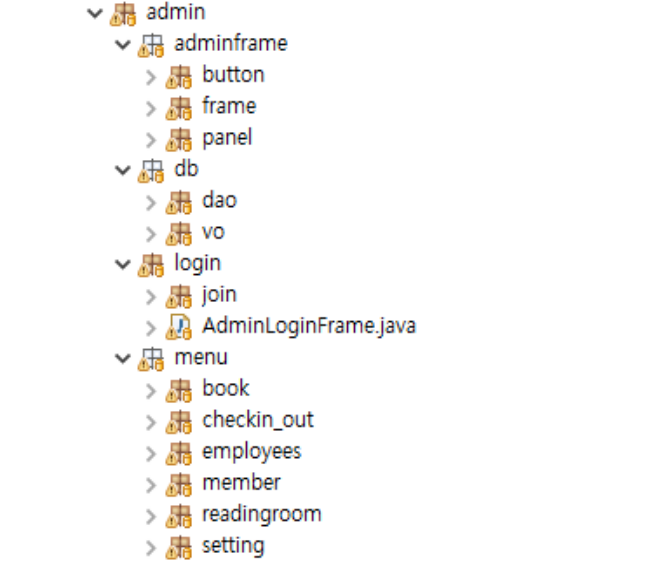 admin
adminframe
button
frame
panel
db
dao
vo
login
join
AdminLoginFrame.java
menu
book
checkin_out
employees
member
readingroom
setting